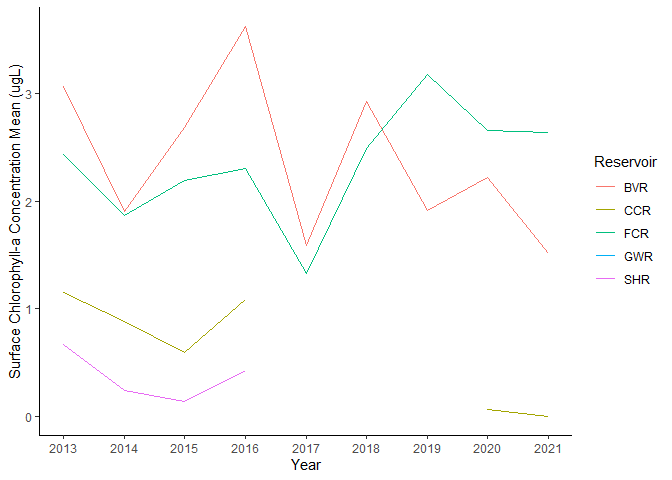 Surface Chlorophyll-a Concentration Mean (ugL)
3
2
1
0
2013 2014 2015 2016 2017 2018 2019 2020 2021
Year
Reservoir
BVR
CCR
FCR
GWR
SHR